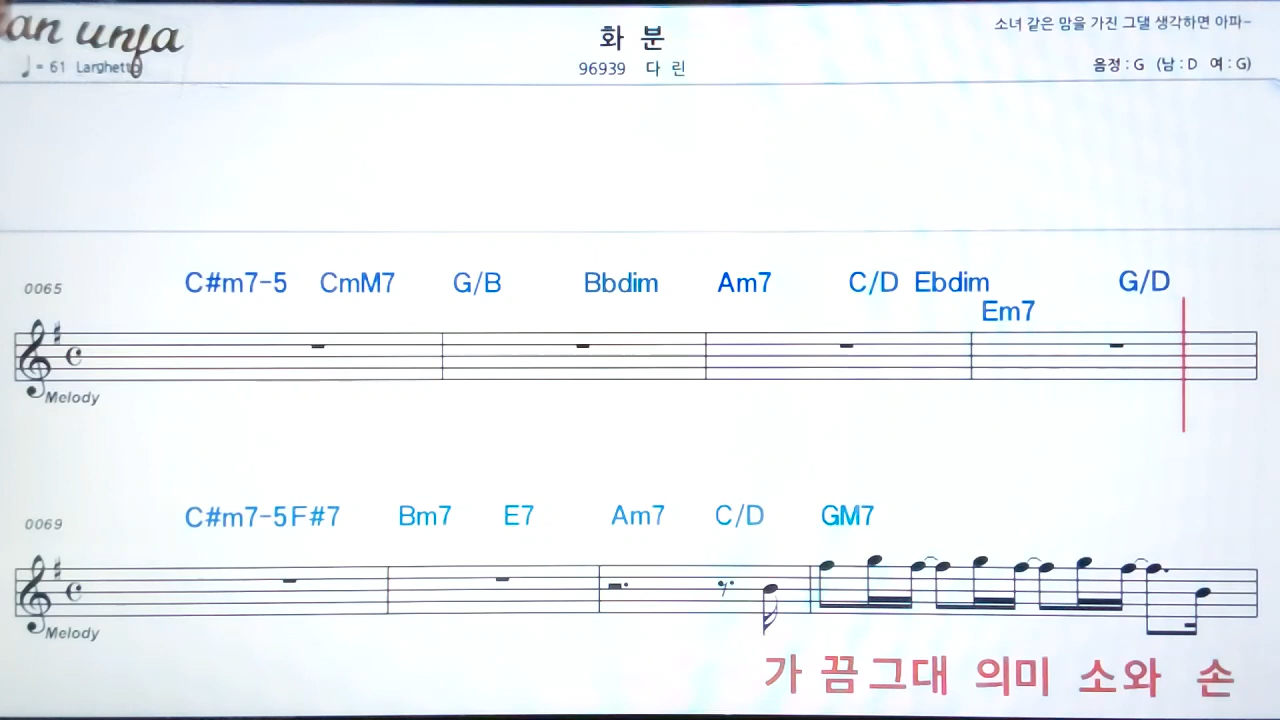 an unfa
♩= 61 Larghetto
화 분
96939 다 린
소녀 같은 맘을 가진 그댈 생각하면 아파~
음정 : G (남 : D 여 : G)
0065 C#m7-5 CmM7 G/B Bbdim Am7 C/D Ebdim G/D
Em7
Melody
0069 C#m7-5 F#7 Bm7 E7 Am7 C/D GM7
Melody
가 끔 그대 의미 소와 손